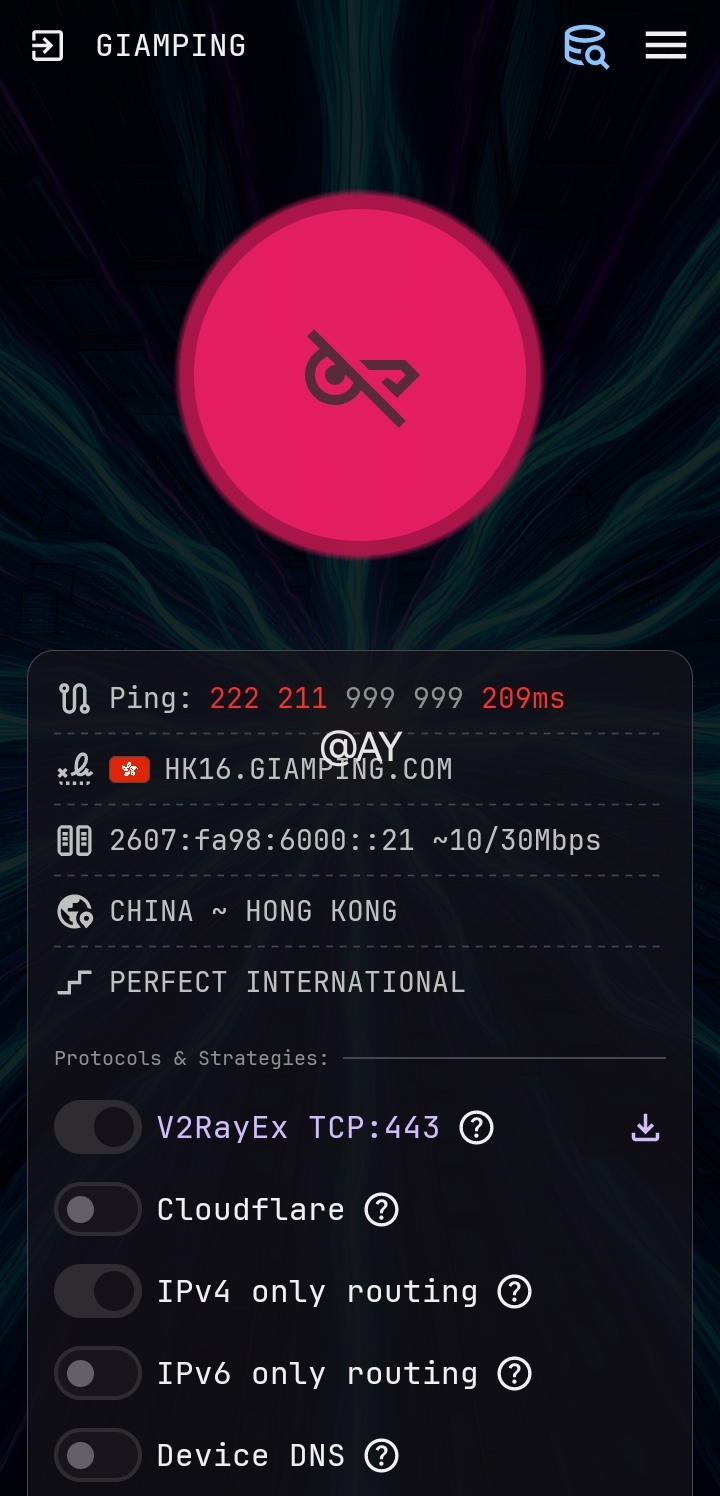 GIAMPING
Ping: 222 211 999 999 209ms
@AY
HK16.GIAMPING.COM
2607:fa98:6000::21 ~10/30Mbps
CHINA ~ HONG KONG
PERFECT INTERNATIONAL
Protocols & Strategies:
V2RayEx TCP:443
Cloudflare
IPv4 only routing
IPv6 only routing
Device DNS